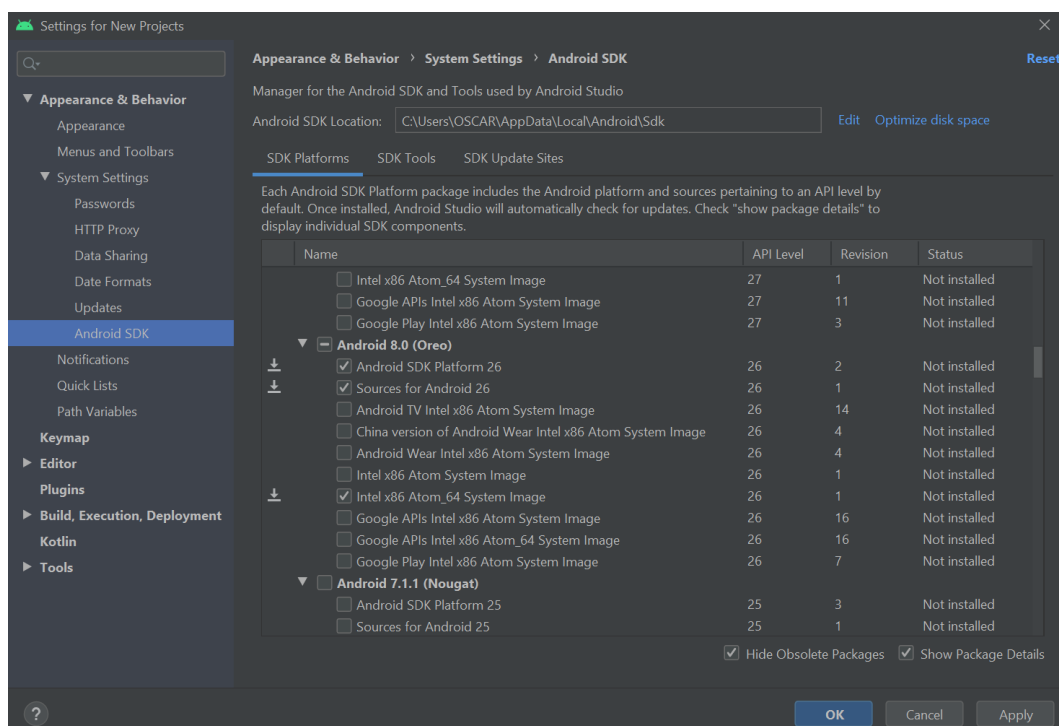 Settings for New Projects
Appearance & Behavior › System Settings › Android SDK
Reset
Manager for the Android SDK and Tools used by Android Studio
Android SDK Location: C:\Users\OSCAR\AppData\Local\Android\Sdk Edit Optimize disk space
Appearance & Behavior
Appearance
Menus and Toolbars
System Settings
Passwords
HTTP Proxy
Data Sharing
Date Formats
Updates
Android SDK
Notifications
Quick Lists
Path Variables
Keymap
Editor
Plugins
Build, Execution, Deployment
Kotlin
Tools
SDK Platforms SDK Tools SDK Update Sites
Each Android SDK Platform package includes the Android platform and sources pertaining to an API level by
default. Once installed, Android Studio will automatically check for updates. Check "show package details" to
display individual SDK components.
Name API Level Revision Status
Intel x86 Atom_64 System Image 27 1 Not installed
Google APIs Intel x86 Atom System Image 27 11 Not installed
Google Play Intel x86 Atom System Image 27 3 Not installed
Android 8.0 (Oreo)
Android SDK Platform 26 26 2 Not installed
Sources for Android 26 26 1 Not installed
Android TV Intel x86 Atom System Image 26 14 Not installed
China version of Android Wear Intel x86 Atom System Image 26 4 Not installed
Android Wear Intel x86 Atom System Image 26 4 Not installed
Intel x86 Atom System Image 26 1 Not installed
Intel x86 Atom_64 System Image 26 1 Not installed
Google APIs Intel x86 Atom System Image 26 16 Not installed
Google APIs Intel x86 Atom_64 System Image 26 16 Not installed
Google Play Intel x86 Atom System Image 26 7 Not installed
Android 7.1.1 (Nougat)
Android SDK Platform 25 25 3 Not installed
Sources for Android 25 25 1 Not installed
Hide Obsolete Packages Show Package Details
? OK Cancel Apply